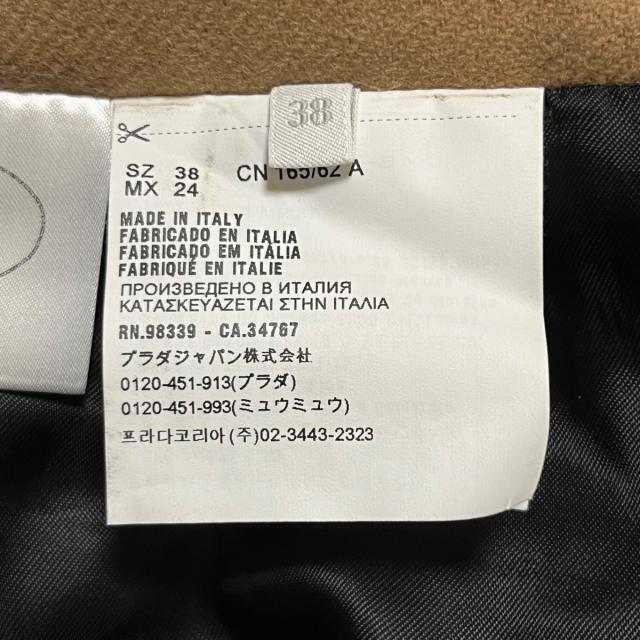 38
SZ 38 CN 165/62 A
MX 24
MADE IN ITALY
FABRICADO EN ITALIA
FABRICADO EM ITÁLIA
FABRIQUÉ EN ITALIE
ПРОИЗВЕДЕНО В ИТАЛИЯ
ΚΑΤΑΣΚΕΥΑΖΕΤΑΙ ΣΤΗΝ ΙΤΑΛΙΑ
RN.98339 - CA.34767
プラダジャパン株式会社
0120-451-913(プラダ)
0120-451-993(ミュウミュウ)
프라다코리아(주)02-3443-2323